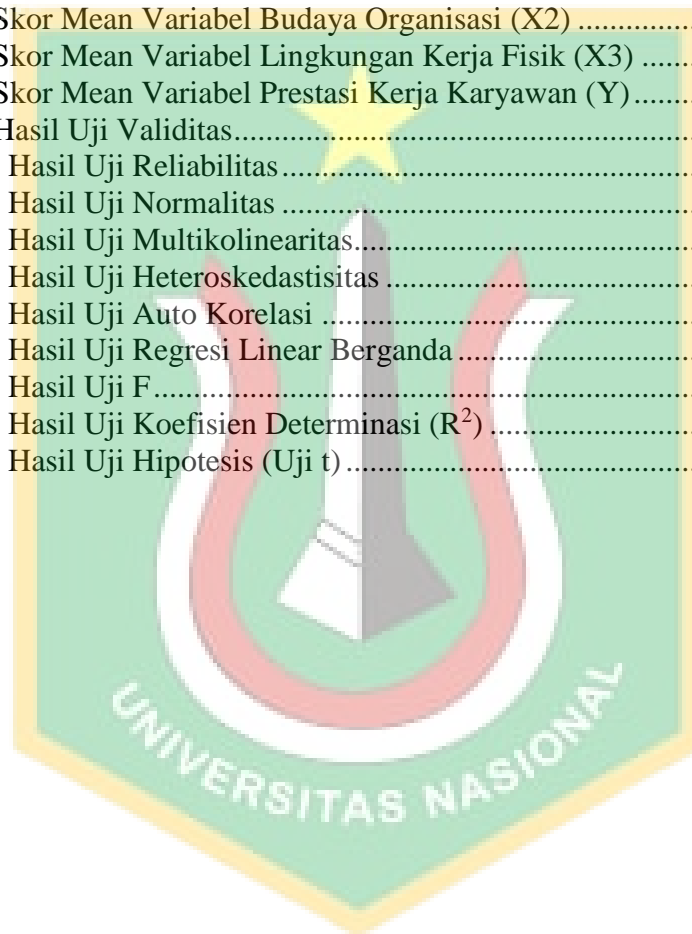 Skor Mean Variabel Budaya Organisasi (X2) ................
Skor Mean Variabel Lingkungan Kerja Fisik (X3) .......
Skor Mean Variabel Prestasi Kerja Karyawan (Y) ........
Hasil Uji Validitas.................................................................
Hasil Uji Reliabilitas ..........................................................
Hasil Uji Normalitas ..........................................................
Hasil Uji Multikolinearitas................................................
Hasil Uji Heteroskedastisitas ...........................................
Hasil Uji Auto Korelasi .....................................................
Hasil Uji Regresi Linear Berganda ..................................
Hasil Uji F............................................................................
Hasil Uji Koefisien Determinasi (R²) .............................
Hasil Uji Hipotesis (Uji t) .................................................
UNIVERSITAS NASIONAL